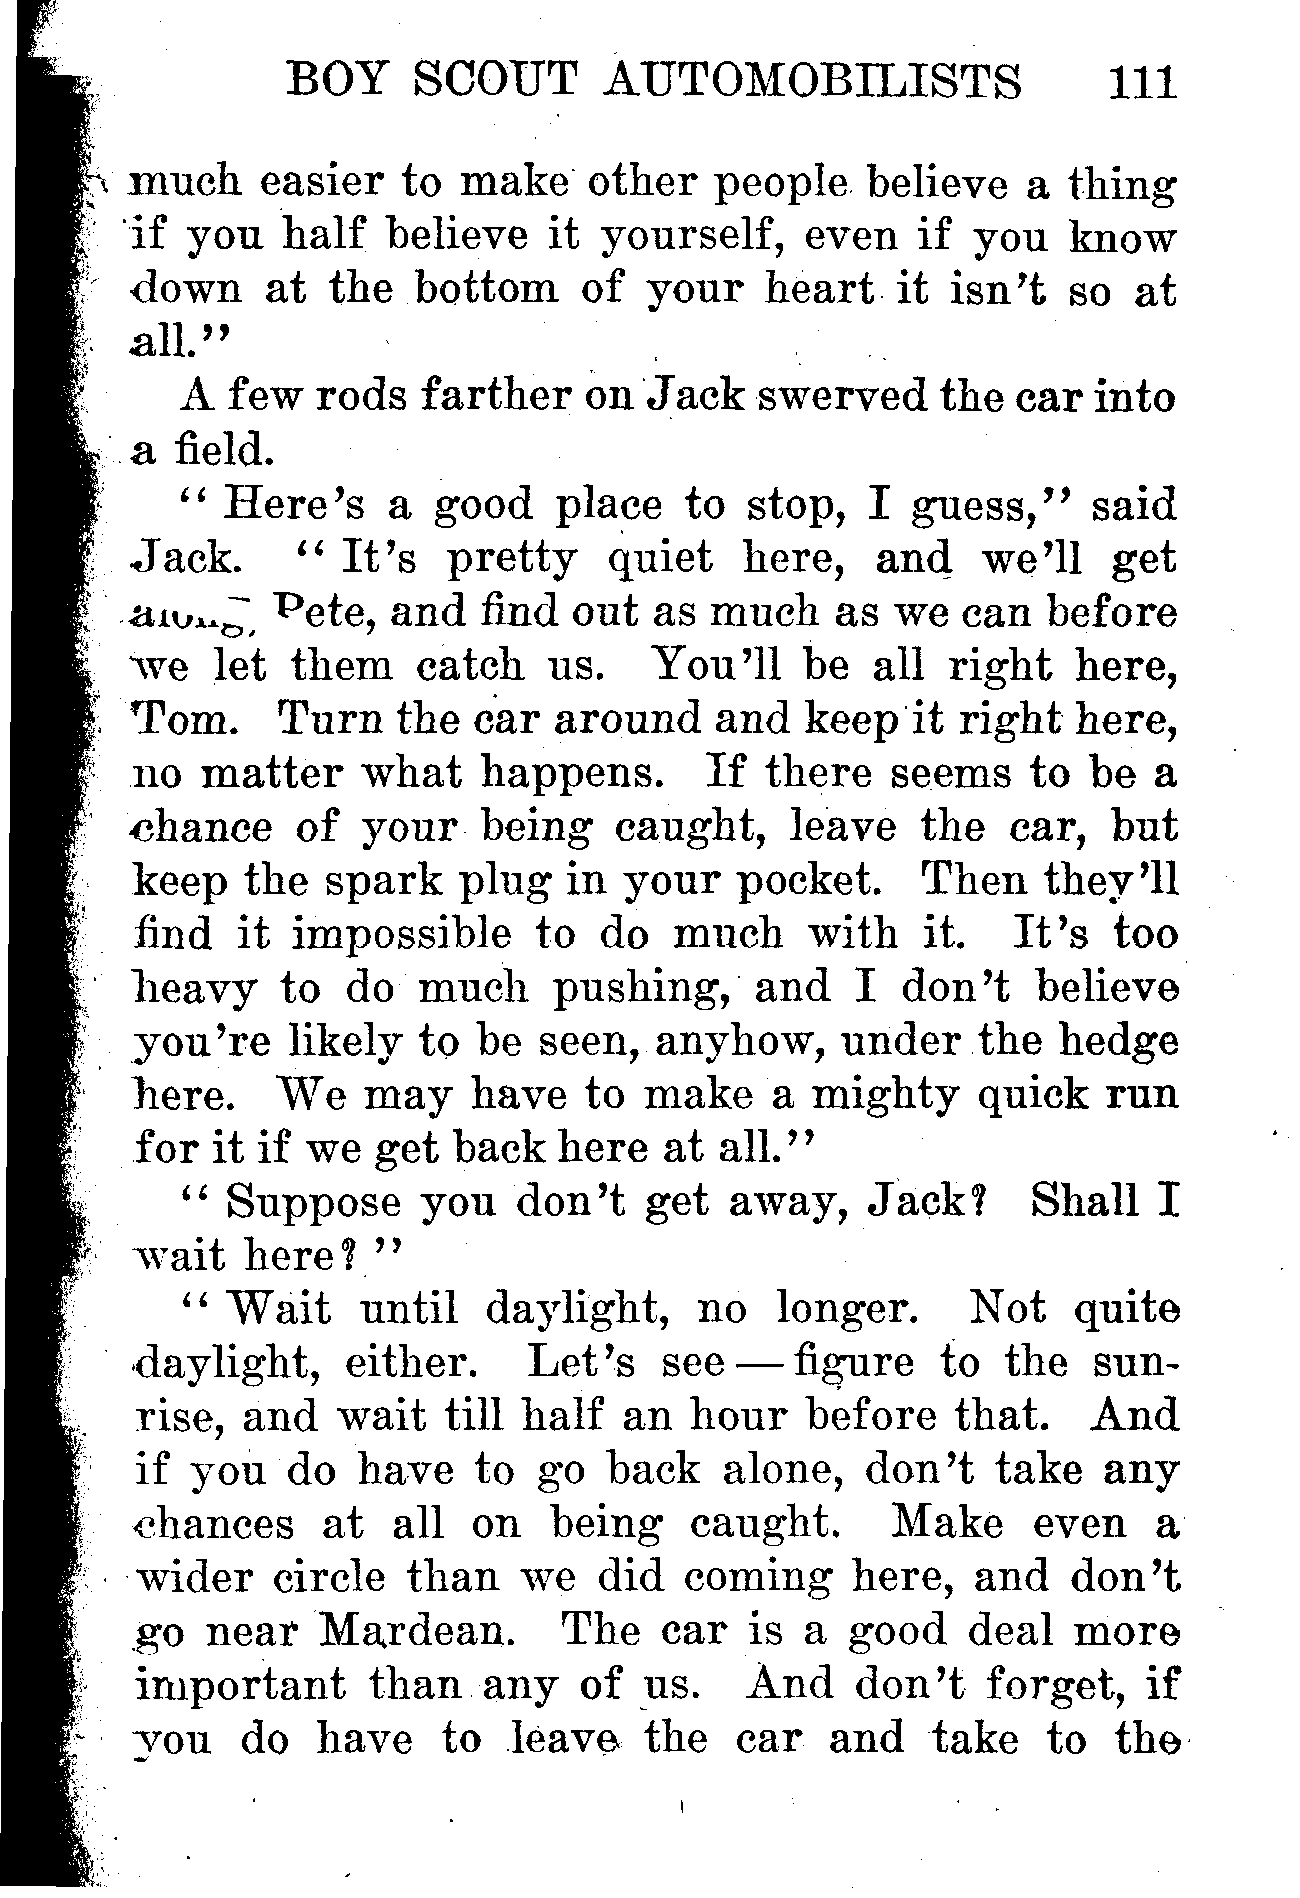 BOY SCOUT AUTOMOBILISTS 111
much easier to make other people believe a thing
if you half believe it yourself, even if you know
down at the bottom of your heart it isn't so at
all."
A few rods farther on Jack swerved the car into
a field.
" Here's a good place to stop, I guess," said
Jack. " It's pretty quiet here, and we'll get
along, Pete, and find out as much as we can before
we let them catch us. You'll be all right here,
Tom. Turn the car around and keep it right here,
no matter what happens. If there seems to be a
chance of your being caught, leave the car, but
keep the spark plug in your pocket. Then they'll
find it impossible to do much with it. It's too
heavy to do much pushing, and I don't believe
you're likely to be seen, anyhow, under the hedge
here. We may have to make a mighty quick run
for it if we get back here at all."
" Suppose you don't get away, Jack? Shall I
wait here? "
" Wait until daylight, no longer. Not quite
daylight, either. Let's see — figure to the sun-
rise, and wait till half an hour before that. And
if you do have to go back alone, don't take any
chances at all on being caught. Make even a
wider circle than we did coming here, and don't
go near Mardean. The car is a good deal more
important than any of us. And don't forget, if
you do have to leave the car and take to the